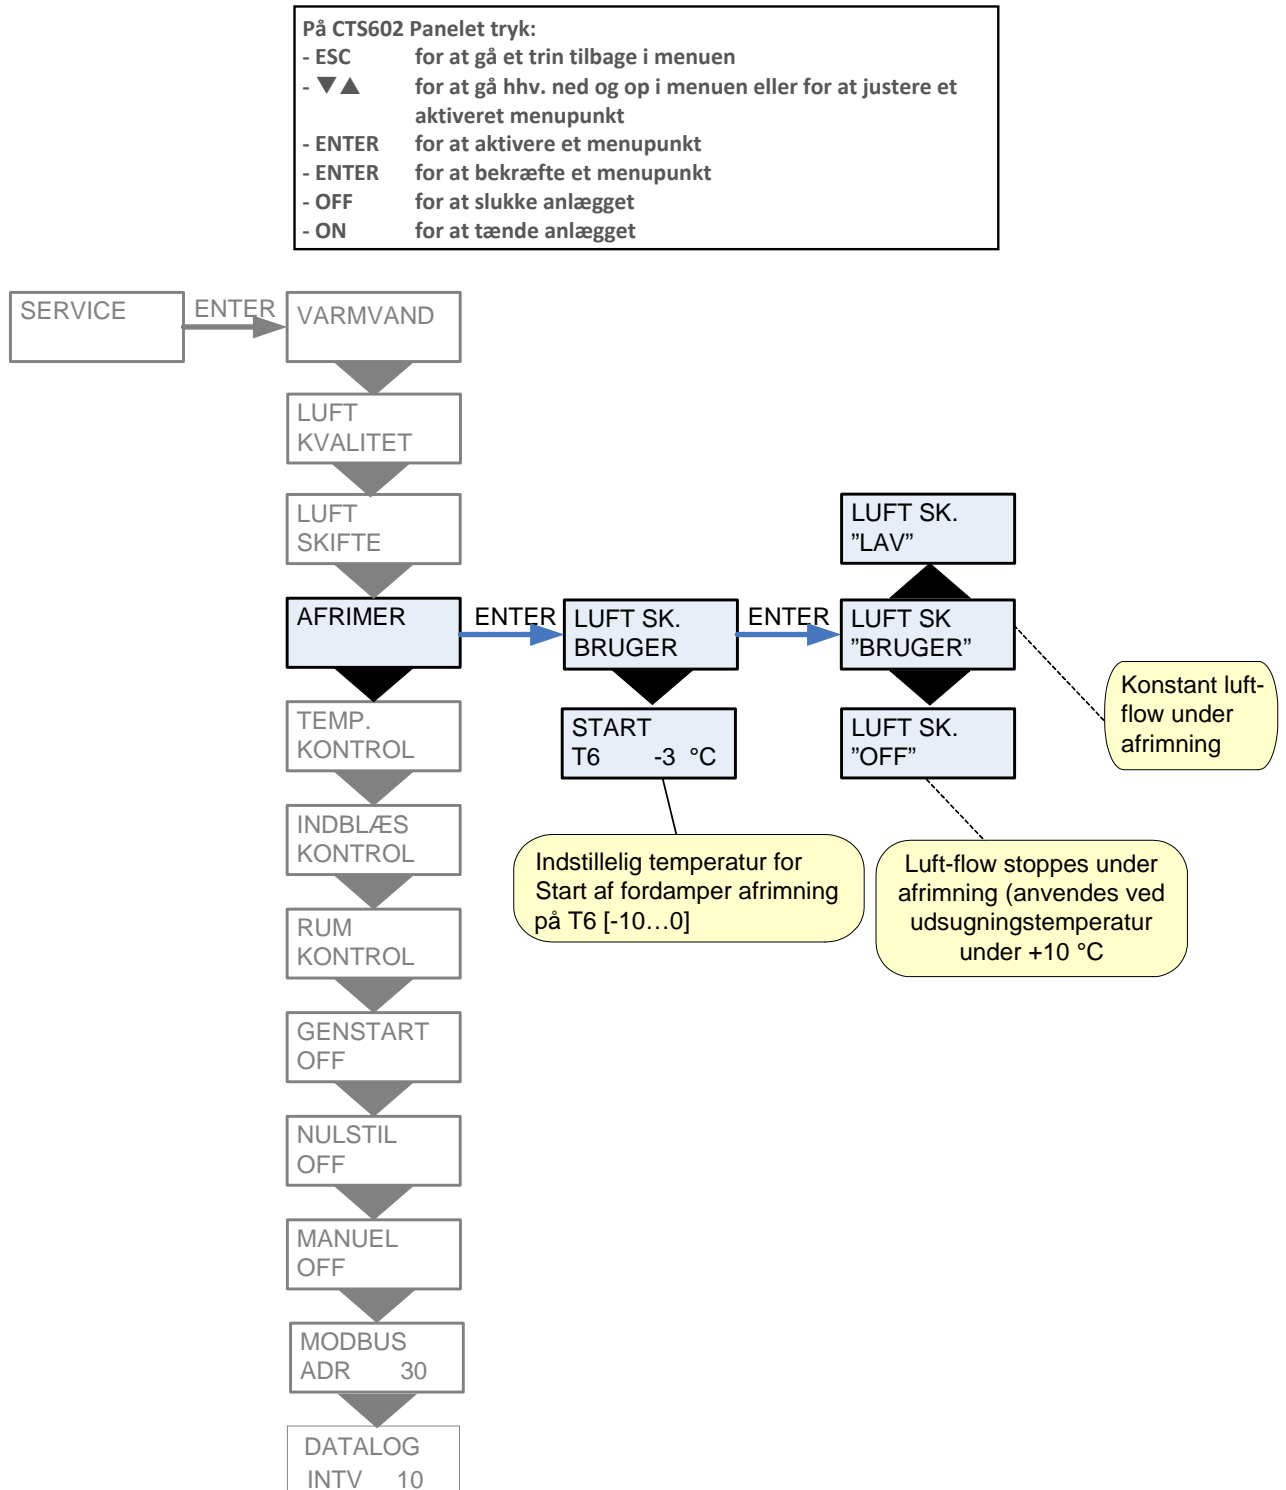 På CTS602 Panelet tryk:
- ESC for at gå et trin tilbage i menuen
- ▼▲ for at gå hhv. ned og op i menuen eller for at justere et
aktiveret menupunkt
- ENTER for at aktivere et menupunkt
- ENTER for at bekræfte et menupunkt
- OFF for at slukke anlægget
- ON for at tænde anlægget
SERVICE
ENTER
VARMVAND
LUFT
KVALITET
LUFT
SKIFTE
LUFT SK.
"LAV"
AFRIMER
ENTER
LUFT SK.
BRUGER
ENTER
LUFT SK
”BRUGER”
Konstant luft-
flow under
afrimning
TEMP.
KONTROL
START
T6 -3 °C
LUFT SK.
”OFF”
INDBLÆS
KONTROL
Indstillelig temperatur for
Start af fordamper afrimning
på T6 [-10…0]
Luft-flow stoppes under
afrimning (anvendes ved
udsugningstemperatur
under +10 °C
RUM
KONTROL
GENSTART
OFF
NULSTIL
OFF
MANUEL
OFF
MODBUS
ADR 30
DATALOG
INTV 10